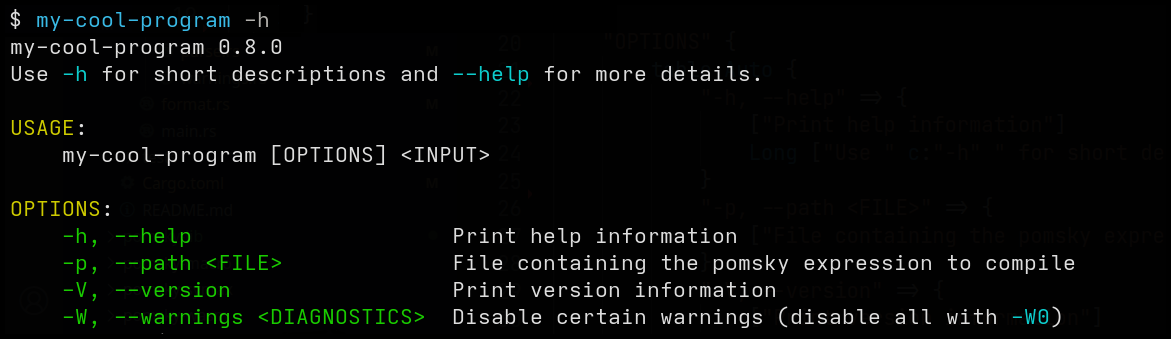 $ my-cool-program -h
my-cool-program 0.8.0
Use -h for short descriptions and --help for more details.

USAGE:
    my-cool-program [OPTIONS] <INPUT>

OPTIONS:
    -h, --help                    Print help information
    -p, --path <FILE>             File containing the pomsky expression to compile
    -V, --version                 Print version information
    -W, --warnings <DIAGNOSTICS>  Disable certain warnings (disable all with -W0)